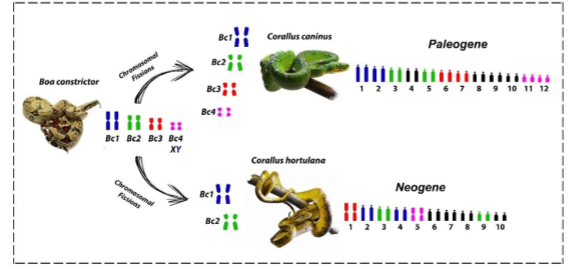 Boa constrictor
Bc1 Bc2 Bc3 Bc4
XY
Chromosomal
Fissions
Bc1
Bc2
Bc3
Bc4
Corallus caninus
Paleogene
1 2 3 4 5 6 7 8 9 10 11 12
Chromosomal
Fissions
Bc1
Bc2
Corallus hortulana
Neogene
1 2 3 4 5 6 7 8 9 10